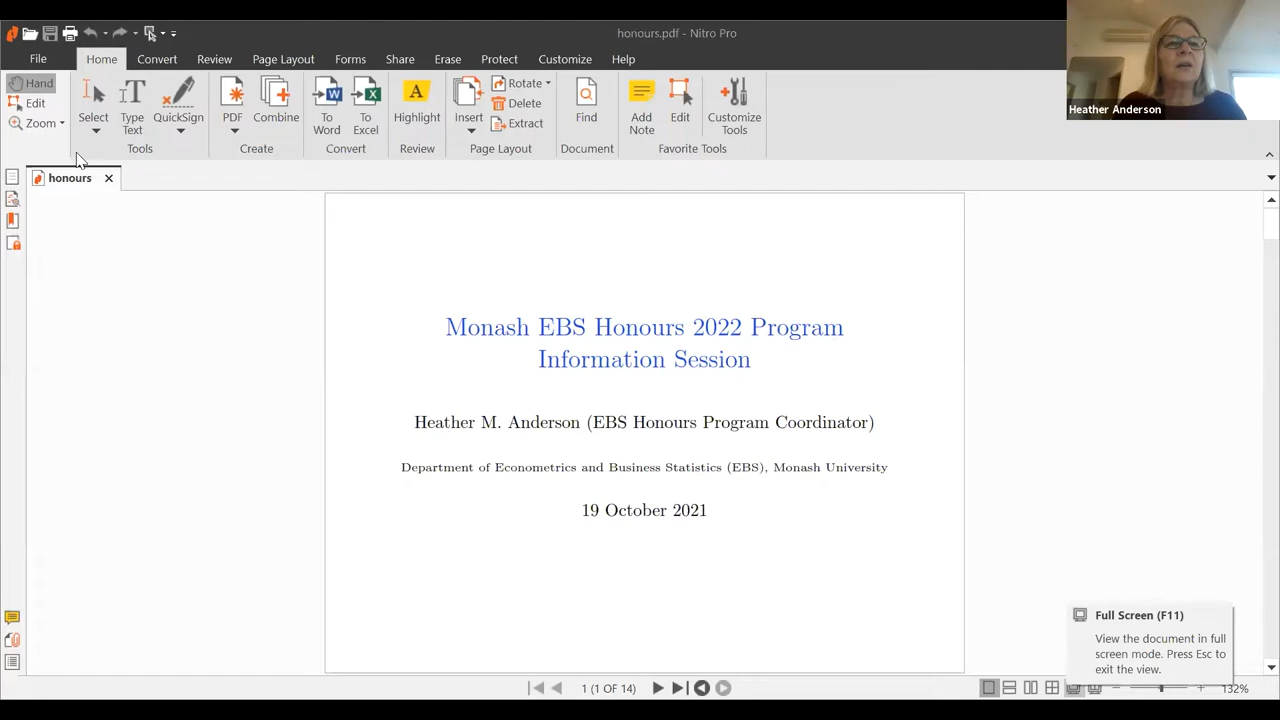 honours.pdf - Nitro Pro
File Home Convert Review Page Layout Forms Share Erase Protect Customize Help
Hand
Edit
Zoom
Select
Type
Text
QuickSign
Tools
PDF
Combine
Create
To
Word
To
Excel
Convert
Highlight
Review
Insert
Rotate
Delete
Extract
Page Layout
Find
Document
Add
Note
Edit
Customize
Tools
Favorite Tools
Heather Anderson
honours
Monash EBS Honours 2022 Program
Information Session
Heather M. Anderson (EBS Honours Program Coordinator)
Department of Econometrics and Business Statistics (EBS), Monash University
19 October 2021
Full Screen (F11)
View the document in full
screen mode. Press Esc to
exit the view.
1 (1 OF 14)
132%